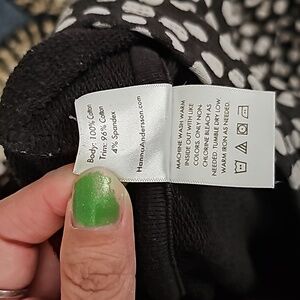 Body: 100% Cotton
Trim: 96% Cotton
4% Spandex
HannaAndersson.com
MACHINE WASH WARM
INSIDE OUT WITH LIKE
COLORS. ONLY NON-
CHLORINE BLEACH AS
NEEDED. TUMBLE DRY LOW.
WARM IRON AS NEEDED.